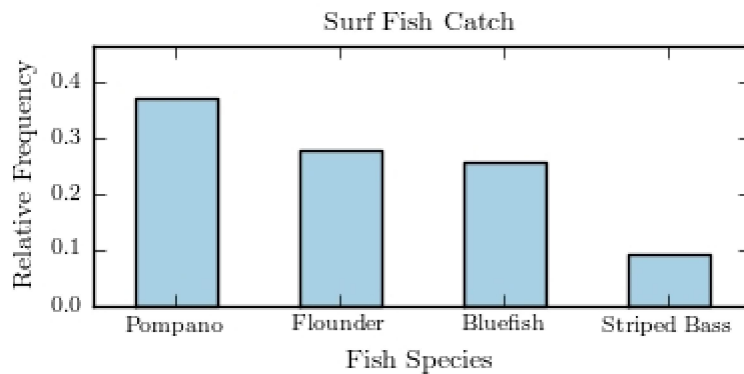 Surf Fish Catch
Relative Frequency
0.4
0.3
0.2
0.1
0.0
Pompano Flounder Bluefish Striped Bass
Fish Species